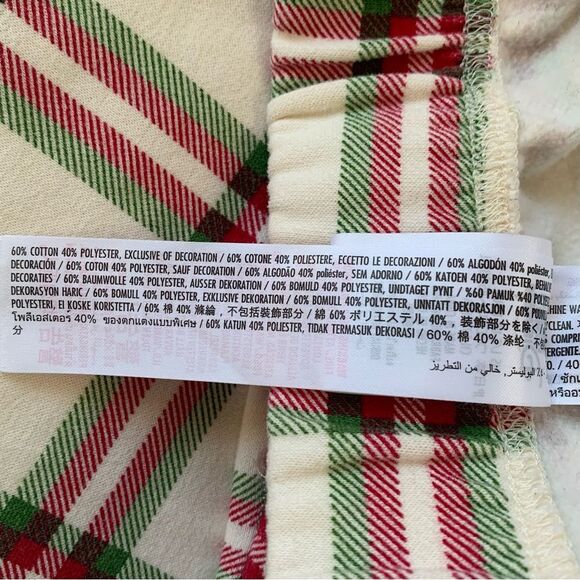 60% COTTON 40% POLYESTER, EXCLUSIVE OF DECORATION / 60% COTONE 40% POLIESTERE, ECCETTO LE DECORAZIONI / 60% ALGODÓN 40% poliéster,
DECORACIÓN / 60% COTON 40% POLYESTER, SAUF DECORATION / 60% ALGODÃO 40% poliéster, SEM ADORNO / 60% KATOEN 40% POLYESTER,
DECORATIES / 60% BAUMWOLLE 40% POLYESTER, AUSSER DEKORATION / 60% BOMULD 40% POLYESTER, UNDTAGET PYNT / %60 PAMUK %40
DEKORASYON HARIC / 60% BOMULL 40% POLYESTER, EXKLUSIVE DEKORATION / 60% BOMULL 40% POLYESTER, UNNTATT DEKORASJON / 60%
POLYESTERI, EI KOSKE KORISTETTA / 60% 棉 40% 滌綸, 不包括裝飾部分 / 綿 60% ポリエステル 40%, 装飾部分を除く /
โพลีเอสเตอร์ 40% ของตกแต่งแบบพิเศษ / 60% KATUN 40% POLIESTER, TIDAK TERMASUK DEKORASI / 60% 棉 40% 涤纶, 不包
分
البوليستر, خالي من التطريز